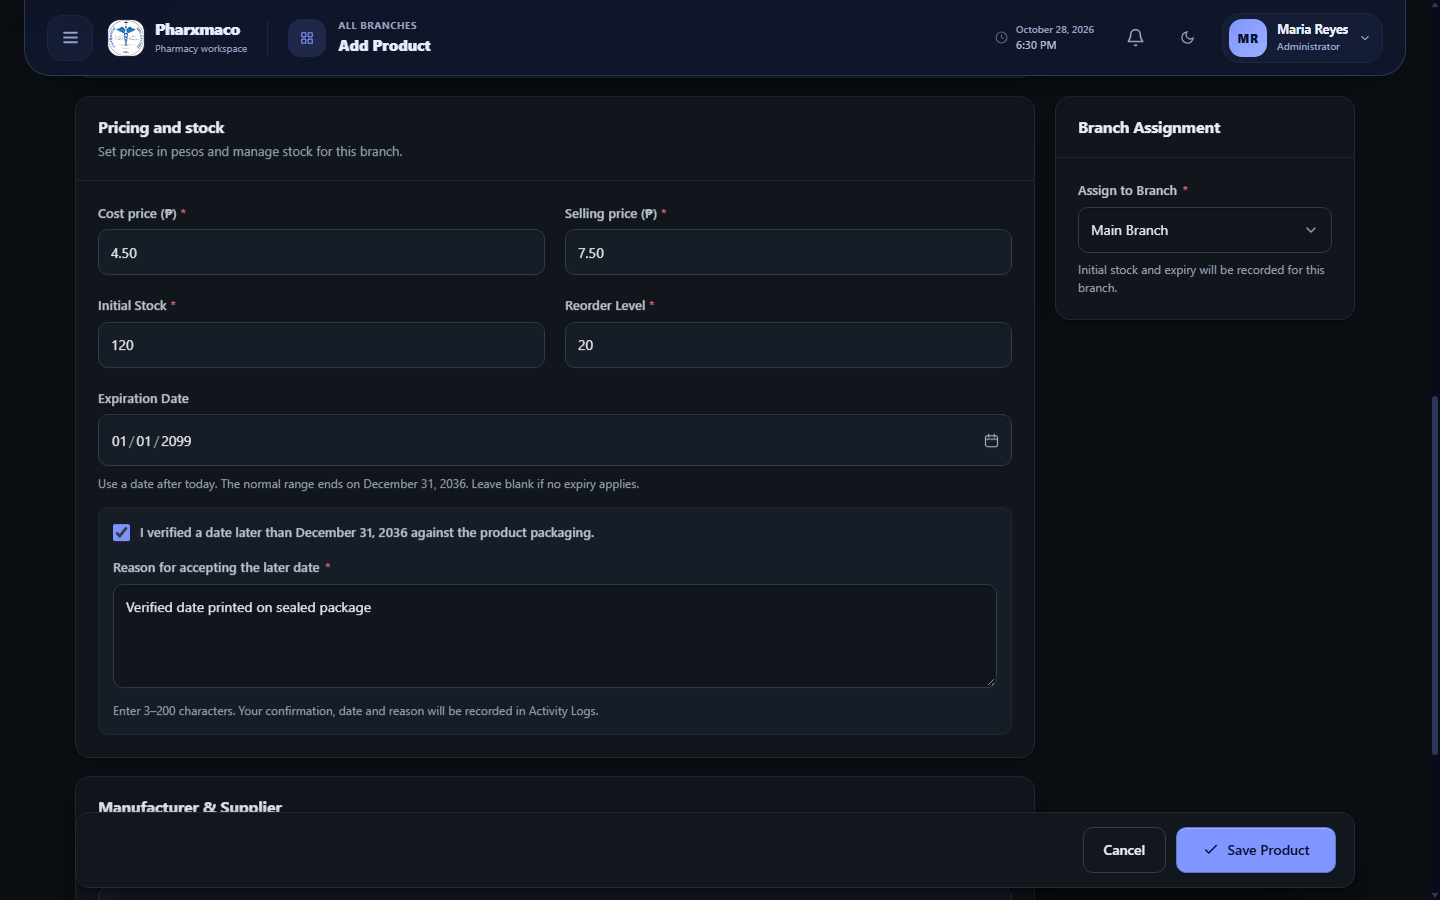 Pharxmaco
Pharmacy workspace
ALL BRANCHES
Add Product
October 28, 2026
6:30 PM
MR
Maria Reyes
Administrator
Pricing and stock
Set prices in pesos and manage stock for this branch.
Cost price (₱) *
4.50
Selling price (₱) *
7.50
Initial Stock *
120
Reorder Level *
20
Expiration Date
01/01/2099
Use a date after today. The normal range ends on December 31, 2036. Leave blank if no expiry applies.
I verified a date later than December 31, 2036 against the product packaging.
Reason for accepting the later date *
Verified date printed on sealed package
Enter 3–200 characters. Your confirmation, date and reason will be recorded in Activity Logs.
Branch Assignment
Assign to Branch *
Main Branch
Initial stock and expiry will be recorded for this
branch.
Manufacturer & Supplier
Cancel
Save Product